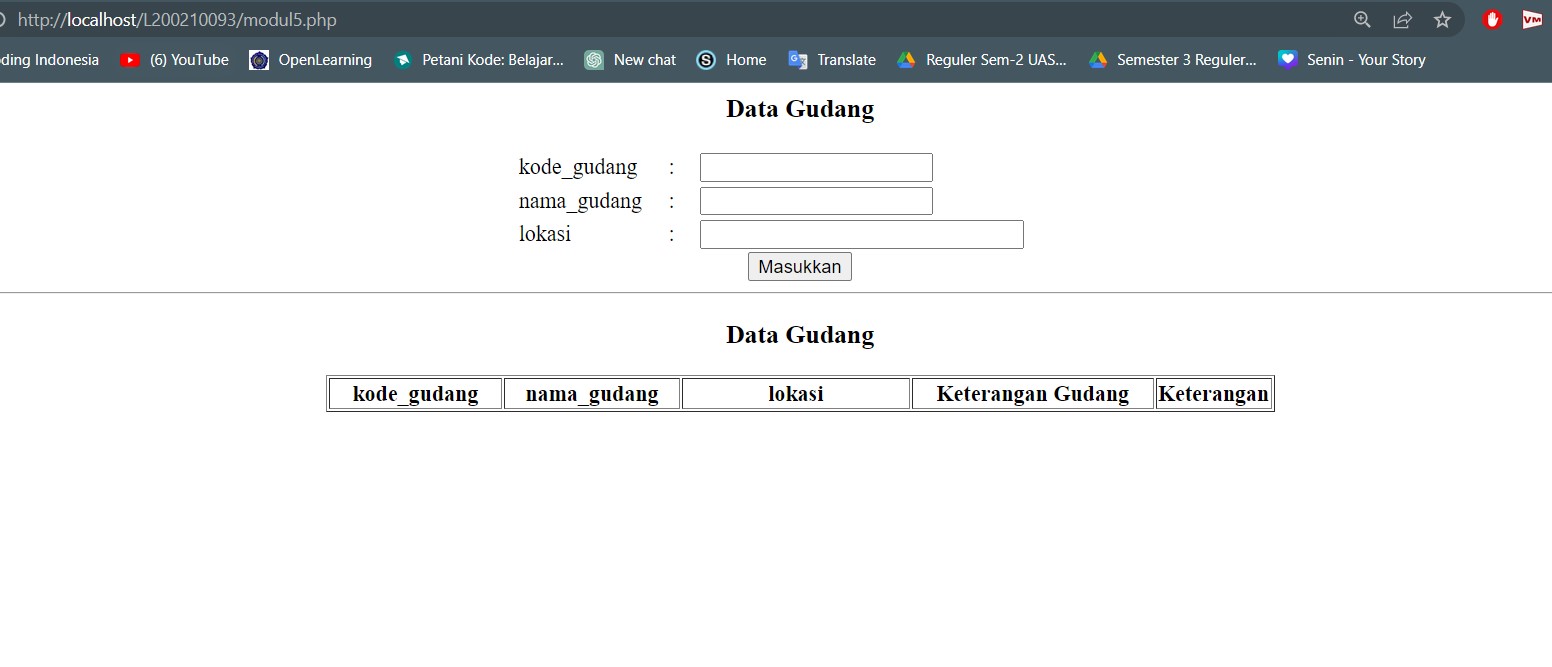 http://localhost/L200210093/modul5.php
ding Indonesia (6) YouTube OpenLearning Petani Kode: Belajar... New chat Home Translate Reguler Sem-2 UAS... Semester 3 Reguler... Senin - Your Story
Data Gudang
kode_gudang :
nama_gudang :
lokasi :
Masukkan
Data Gudang
kode_gudang nama_gudang lokasi Keterangan Gudang Keterangan